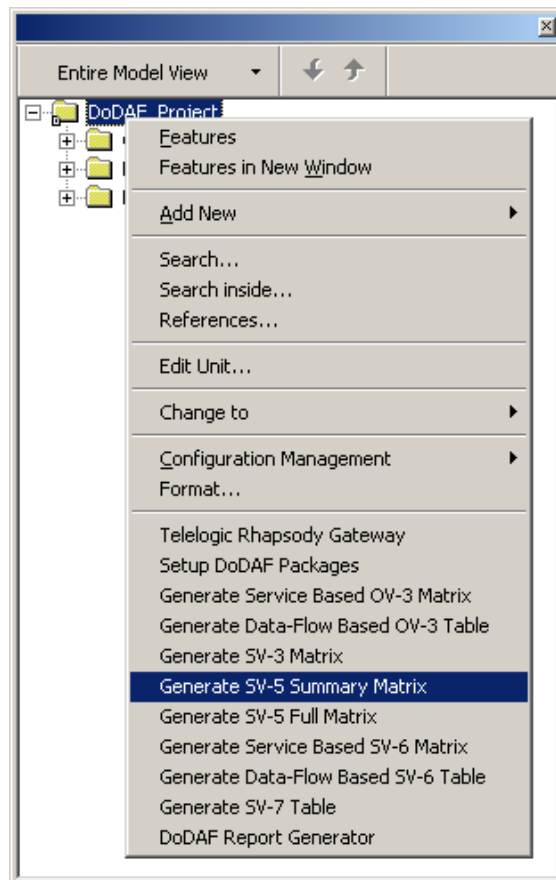 Entire Model View
DoDAF_Project
Features
Features in New Window
Add New
Search...
Search inside...
References...
Edit Unit...
Change to
Configuration Management
Format...
Telelogic Rhapsody Gateway
Setup DoDAF Packages
Generate Service Based OV-3 Matrix
Generate Data-Flow Based OV-3 Table
Generate SV-3 Matrix
Generate SV-5 Summary Matrix
Generate SV-5 Full Matrix
Generate Service Based SV-6 Matrix
Generate Data-Flow Based SV-6 Table
Generate SV-7 Table
DoDAF Report Generator